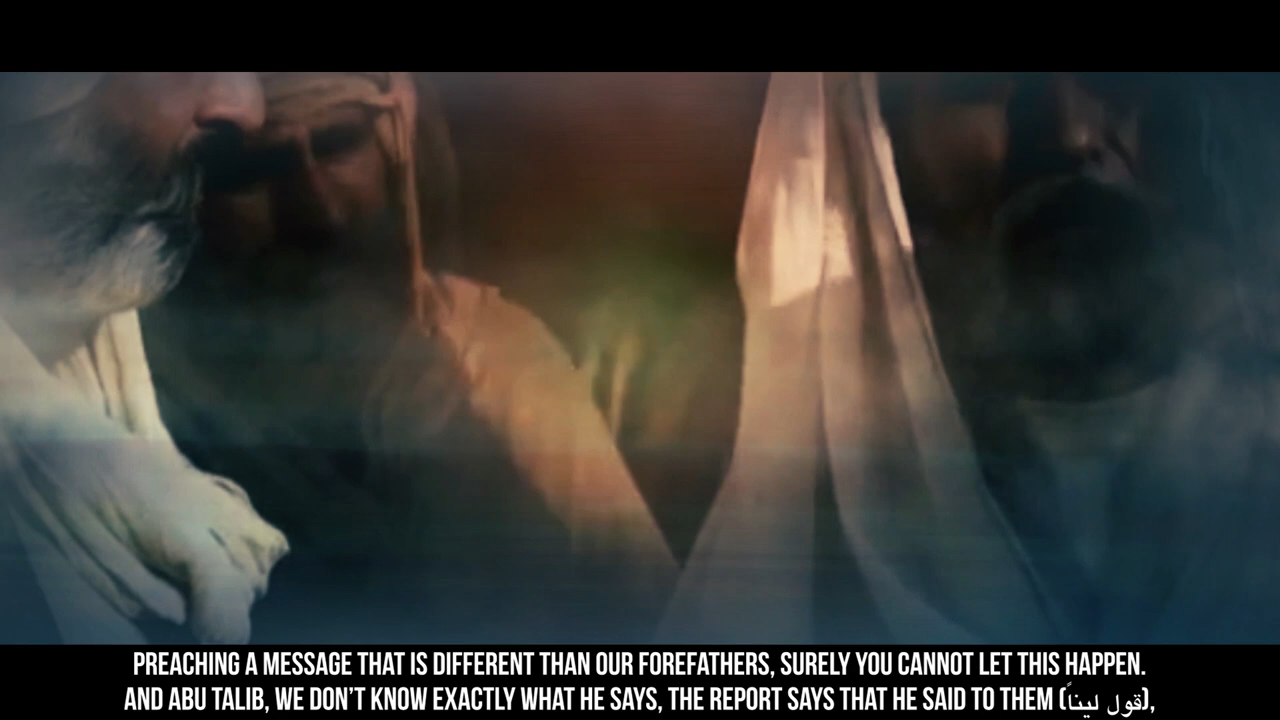 PREACHING A MESSAGE THAT IS DIFFERENT THAN OUR FOREFATHERS, SURELY YOU CANNOT LET THIS HAPPEN.
AND ABU TALIB, WE DON'T KNOW EXACTLY WHAT HE SAYS, THE REPORT SAYS THAT HE SAID TO THEM (قول ليناً),